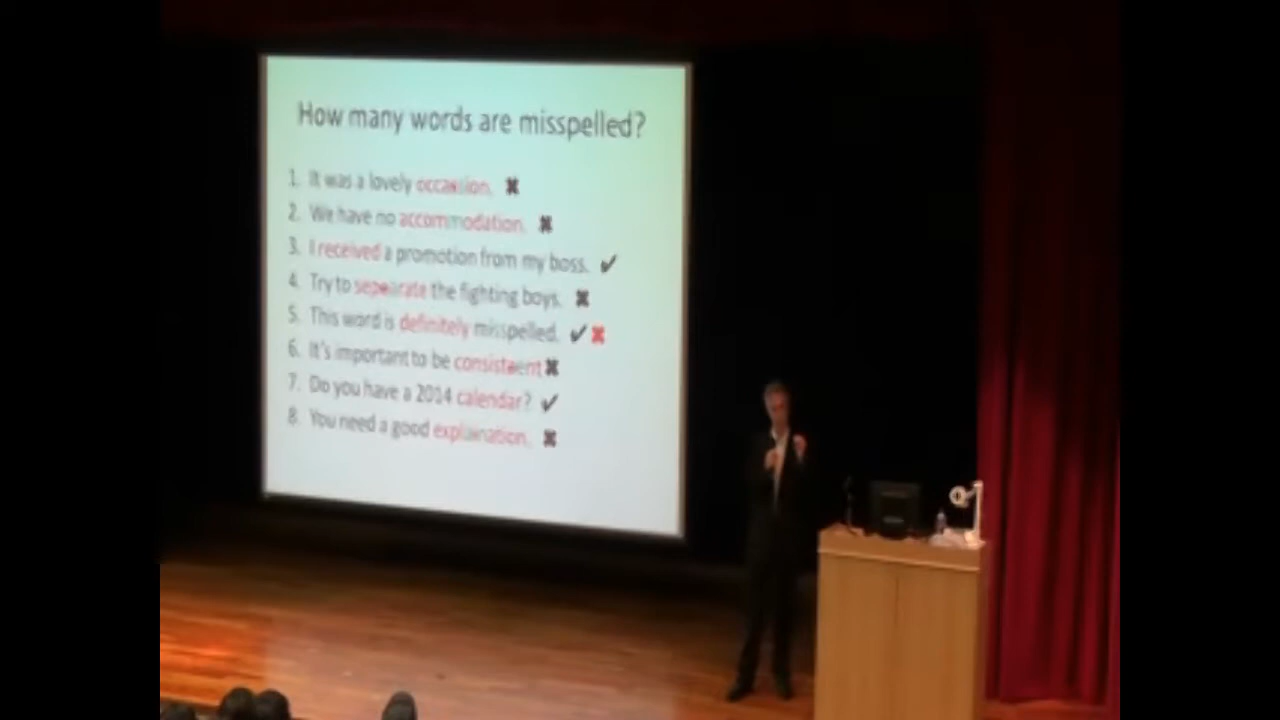 How many words are misspelled?
1. It was a lovely . ✖
2. We have no accommodation. ✖
3. I received a promotion from my boss. ✔
4. Try to the fighting boys. ✖
5. This word is definitely misspelled. ✔✖
6. It's important to be ✖
7. Do you have a 2014 calendar? ✔
8. You need a good ✖